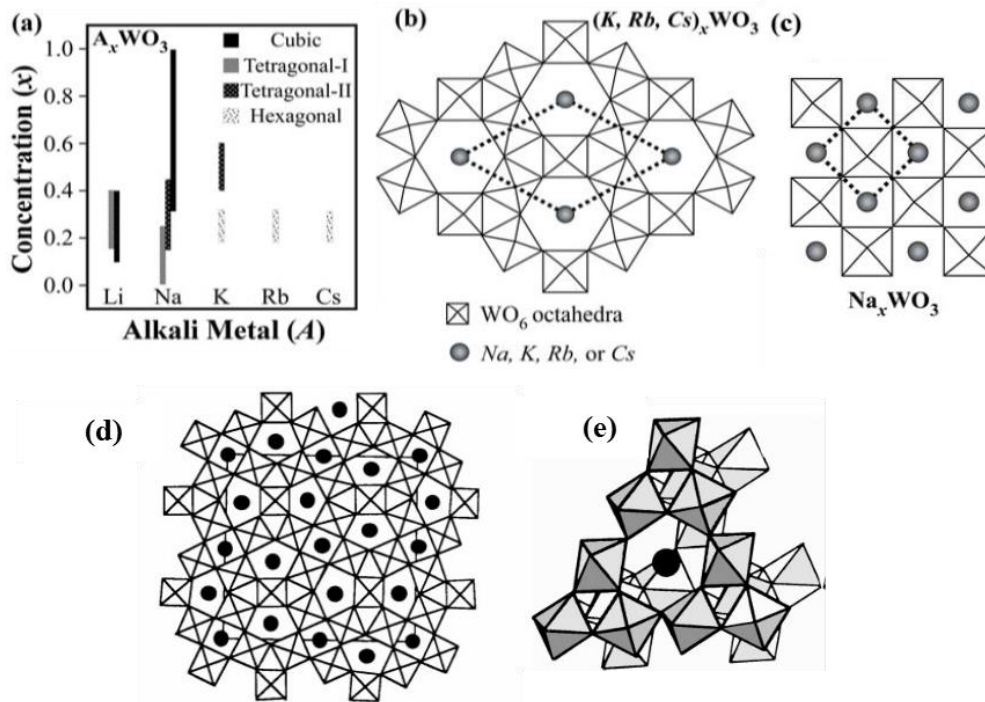 (a)
AₓWO₃
Cubic
Tetragonal-I
Tetragonal-II
Hexagonal
1.0
0.8
0.6
0.4
0.2
0.0
Concentration (x)
Li Na K Rb Cs
Alkali Metal (A)
(b)
(K, Rb, Cs)ₓWO₃
WO₆ octahedra
Na, K, Rb, or Cs
(c)
NaₓWO₃
(d)
(e)